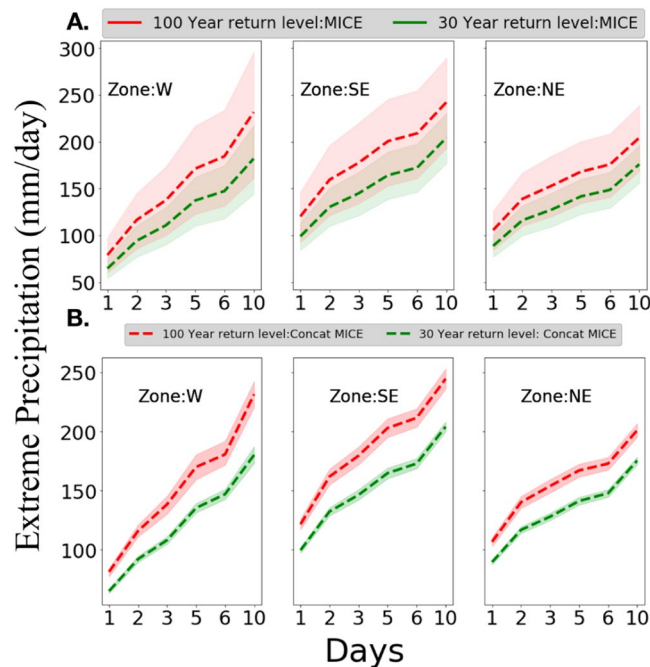 A. 100 Year return level:MICE 30 Year return level:MICE
300
250
200
150
100
50
Zone:W Zone:SE Zone:NE
1 2 3 5 6 10 1 2 3 5 6 10 1 2 3 5 6 10
B. 100 Year return level:Concat MICE 30 Year return level: Concat MICE
250
200
150
100
Zone:W Zone:SE Zone:NE
1 2 3 5 6 10 1 2 3 5 6 10 1 2 3 5 6 10
Extreme Precipitation (mm/day)
Days